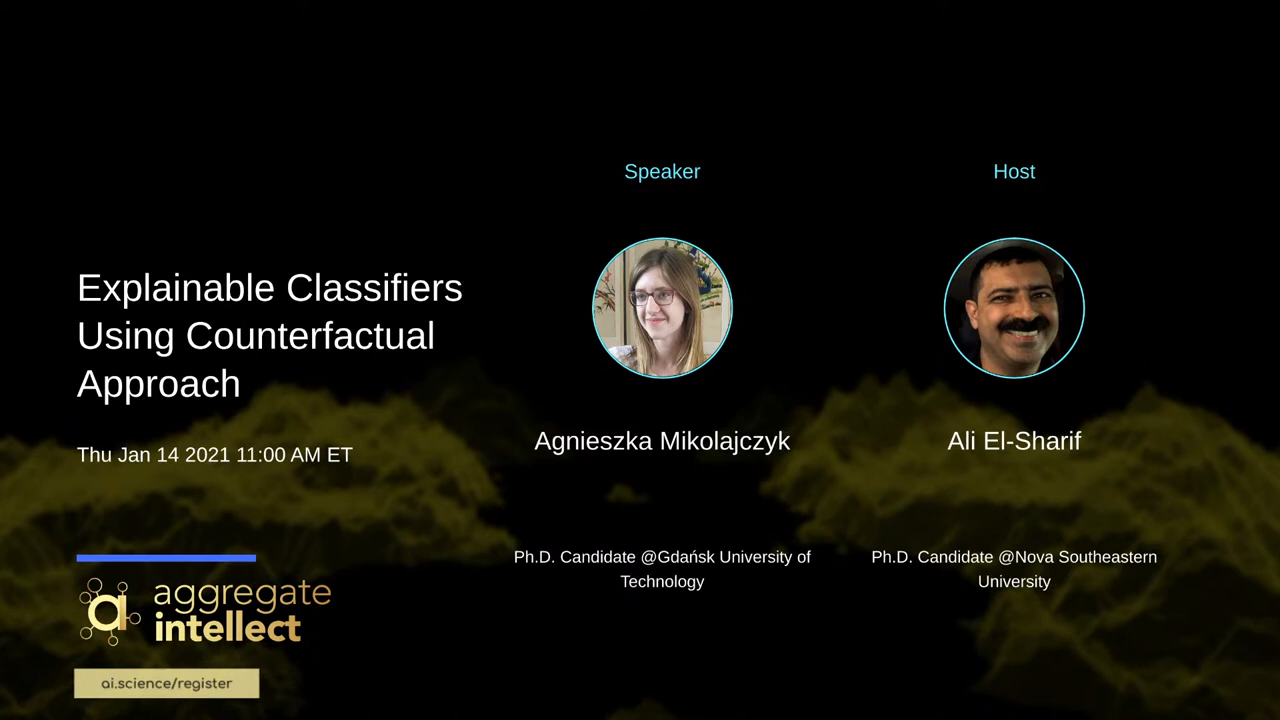 Explainable Classifiers
Using Counterfactual
Approach
Thu Jan 14 2021 11:00 AM ET
aggregate
intellect
ai.science/register
Speaker
Agnieszka Mikolajczyk
Ph.D. Candidate @Gdańsk University of
Technology
Host
Ali El-Sharif
Ph.D. Candidate @Nova Southeastern
University